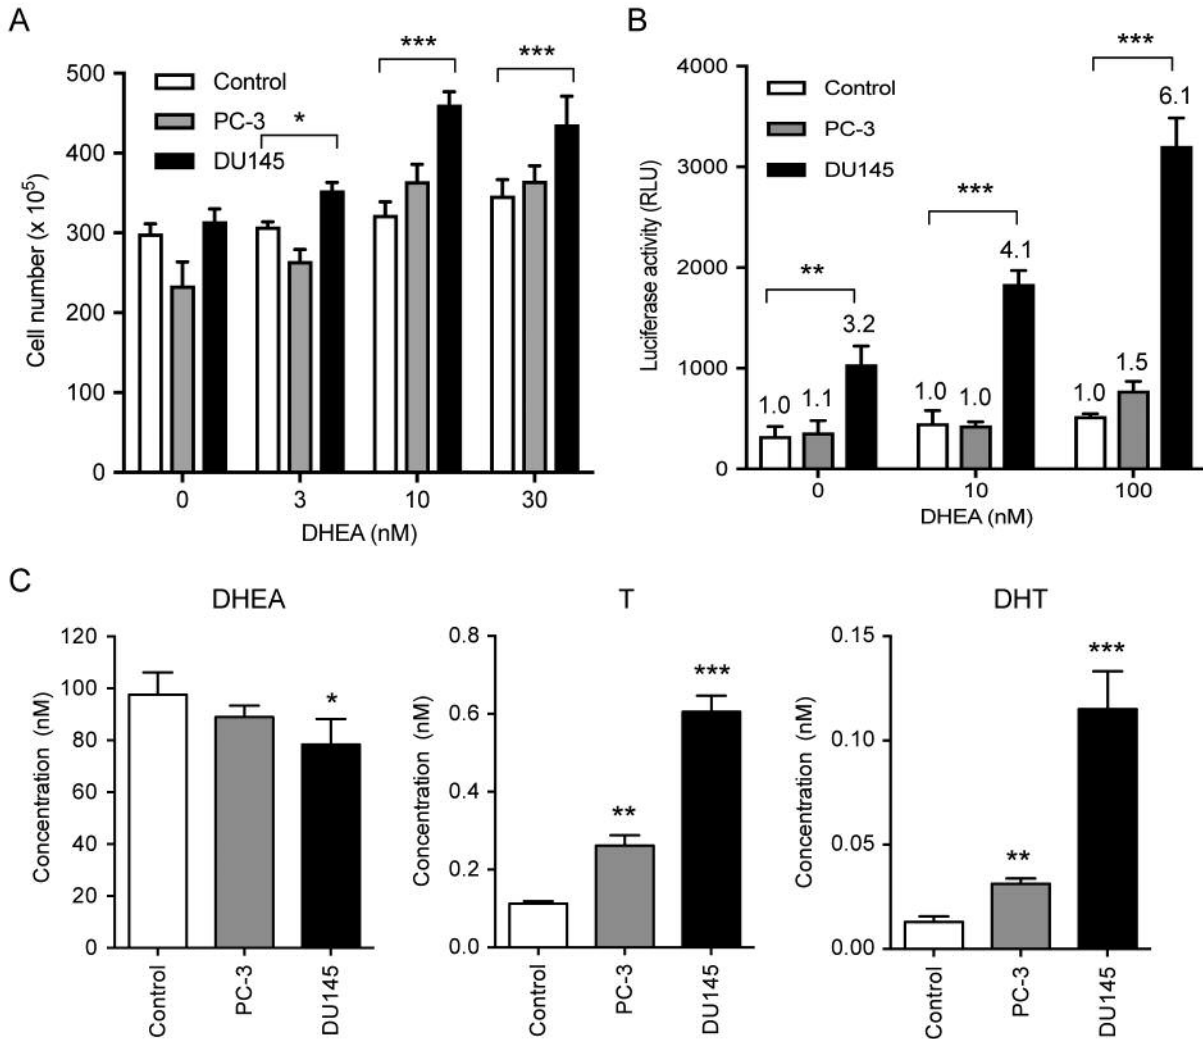 A
Cell number (x 10⁵)
500
400
300
200
100
0
Control
PC-3
DU145
*
***
***
0 3 10 30
DHEA (nM)
B
Luciferase activity (RLU)
4000
3000
2000
1000
0
Control
PC-3
DU145
**
***
***
1.0 1.1 3.2
1.0 1.0 4.1
1.0 1.5 6.1
0 10 100
DHEA (nM)
C
DHEA
Concentration (nM)
120
100
80
60
40
20
0
*
Control PC-3 DU145
T
Concentration (nM)
0.8
0.6
0.4
0.2
0.0
**
***
Control PC-3 DU145
DHT
Concentration (nM)
0.15
0.10
0.05
0.00
**
***
Control PC-3 DU145